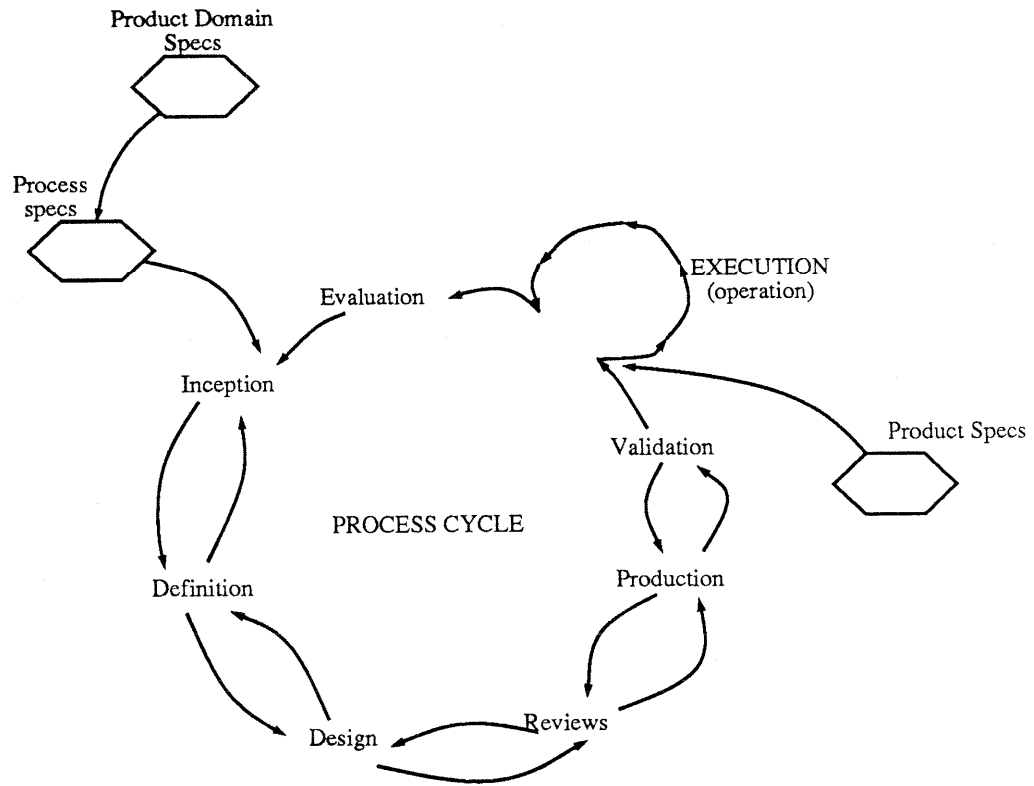 Product Domain
Specs
Process
specs
EXECUTION
(operation)
Evaluation
Inception
Product Specs
Validation
PROCESS CYCLE
Production
Definition
Reviews
Design